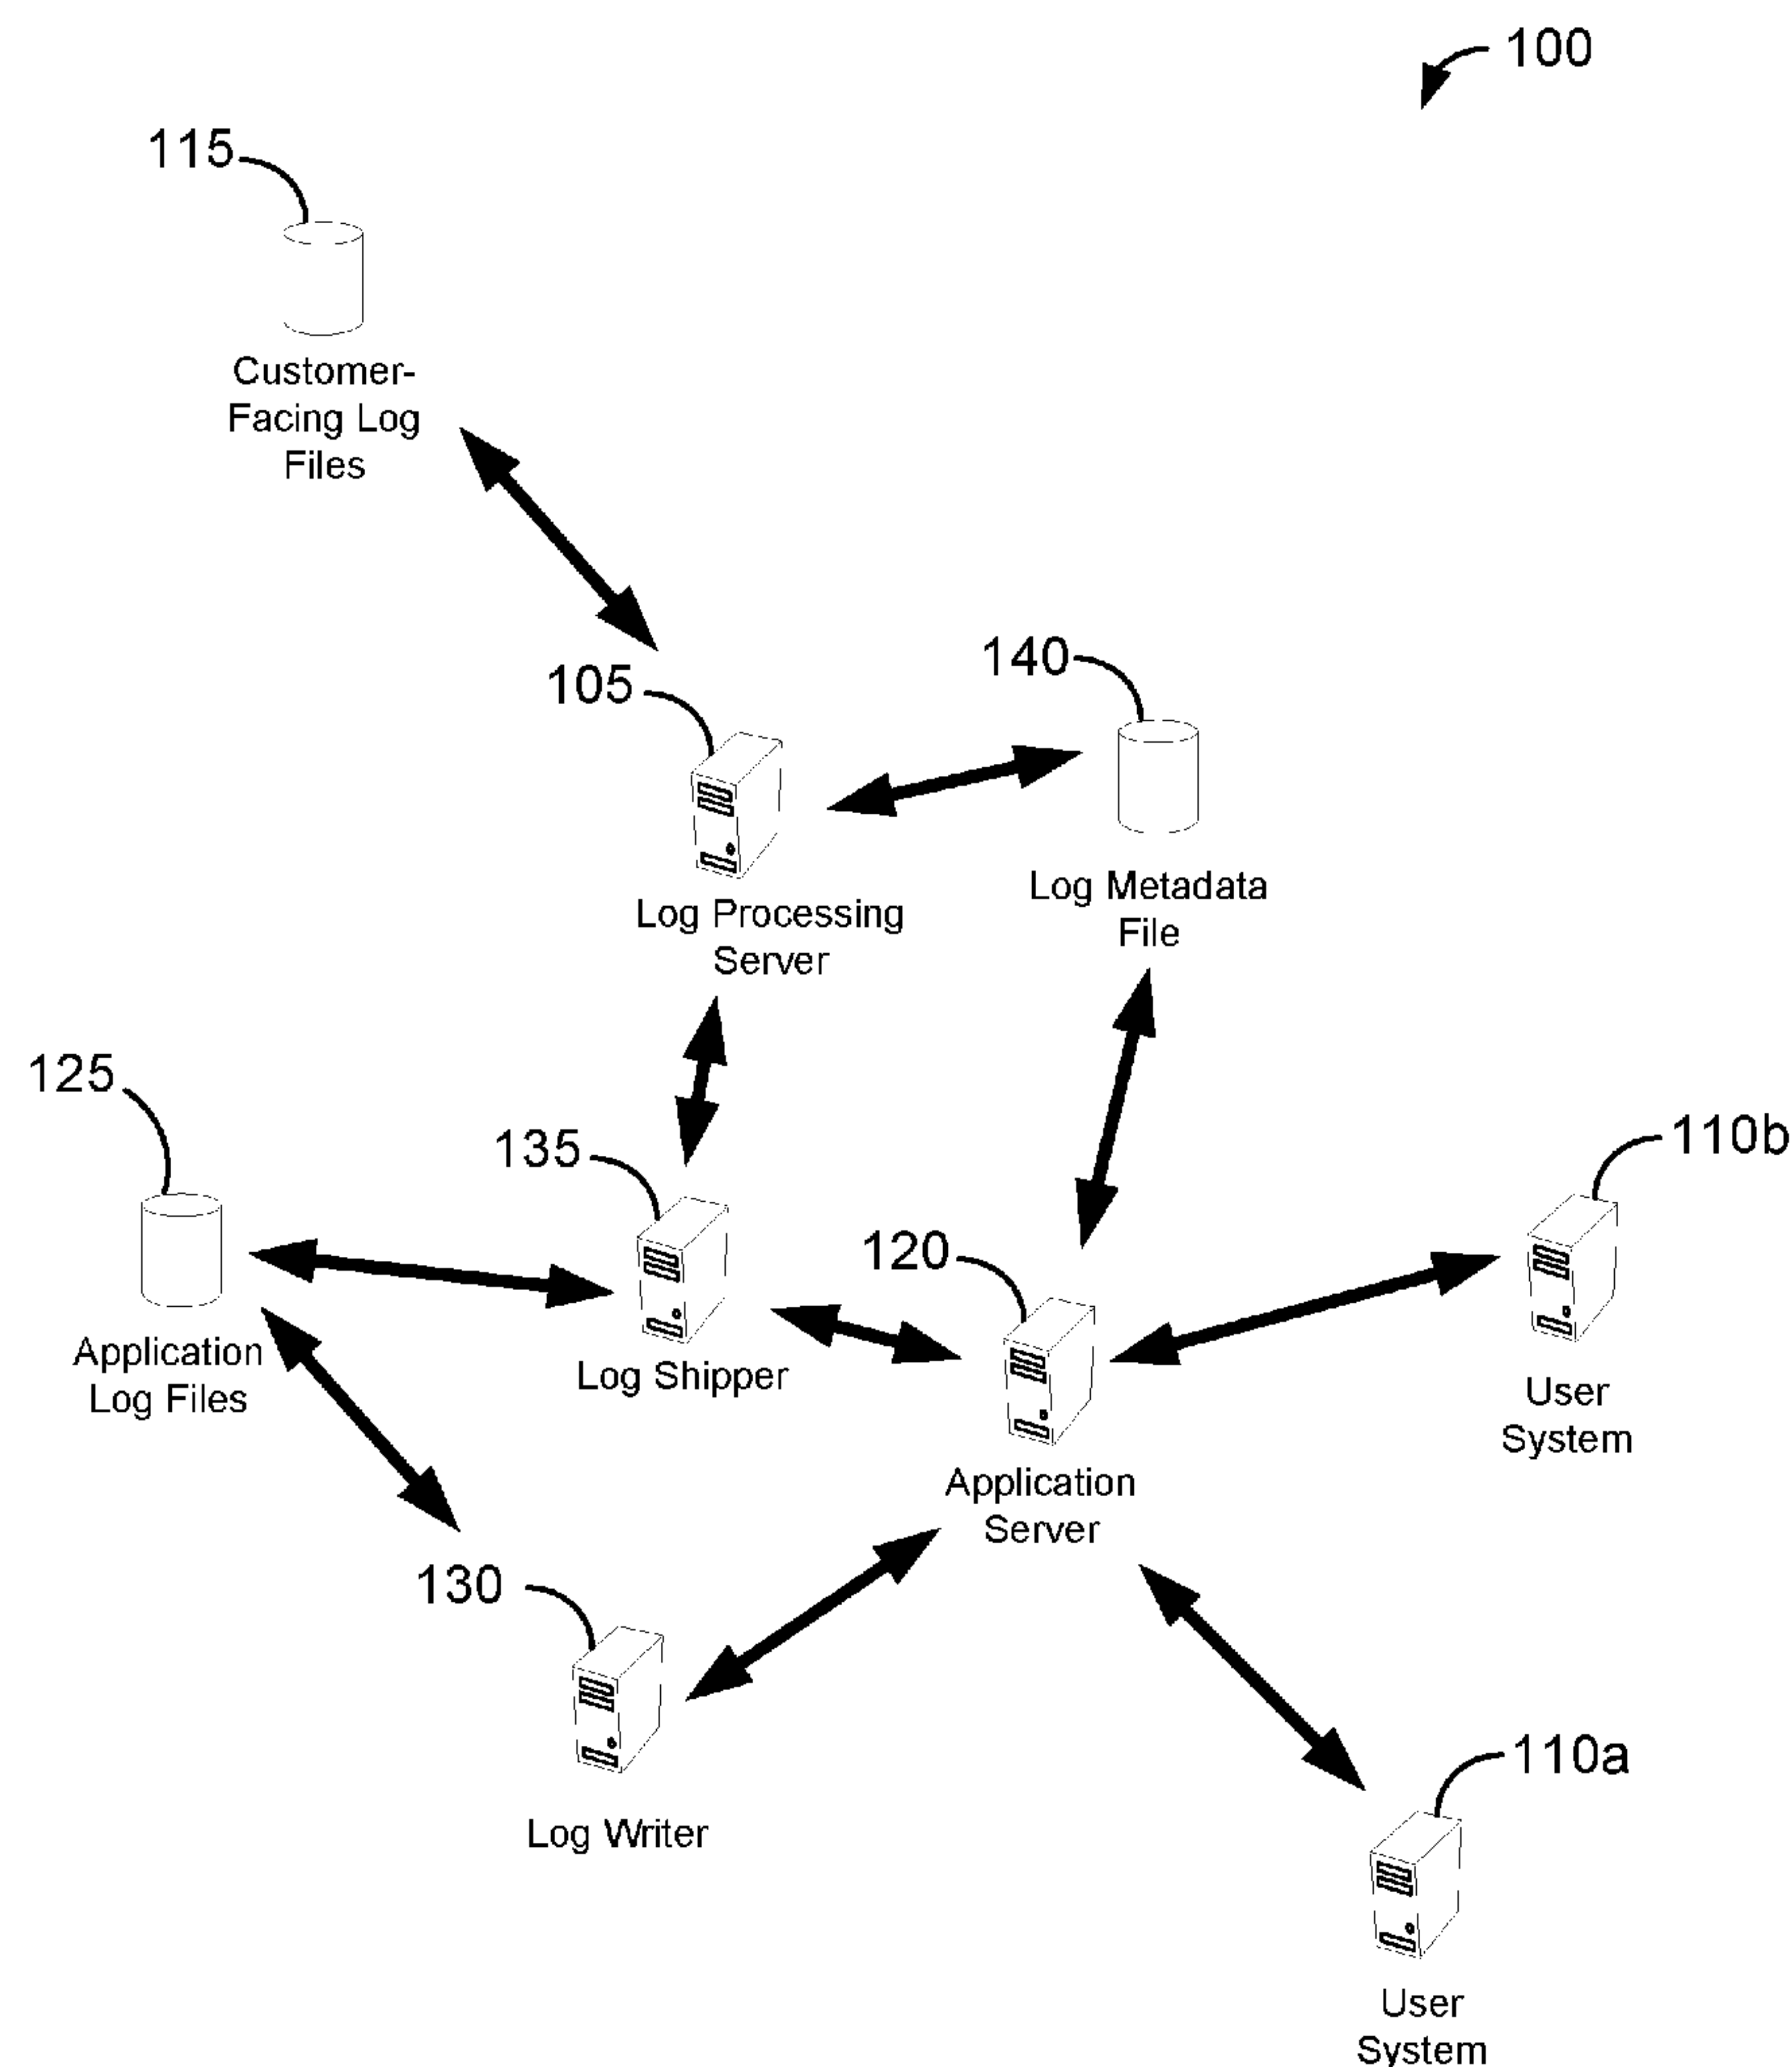 100
115
Customer-
Facing Log
Files
140
105
Log Metadata
File
Log Processing
Server
125
110b
135
120
Application
Log Files
Log Shipper
User
System
Application
Server
130
110a
Log Writer
User
System